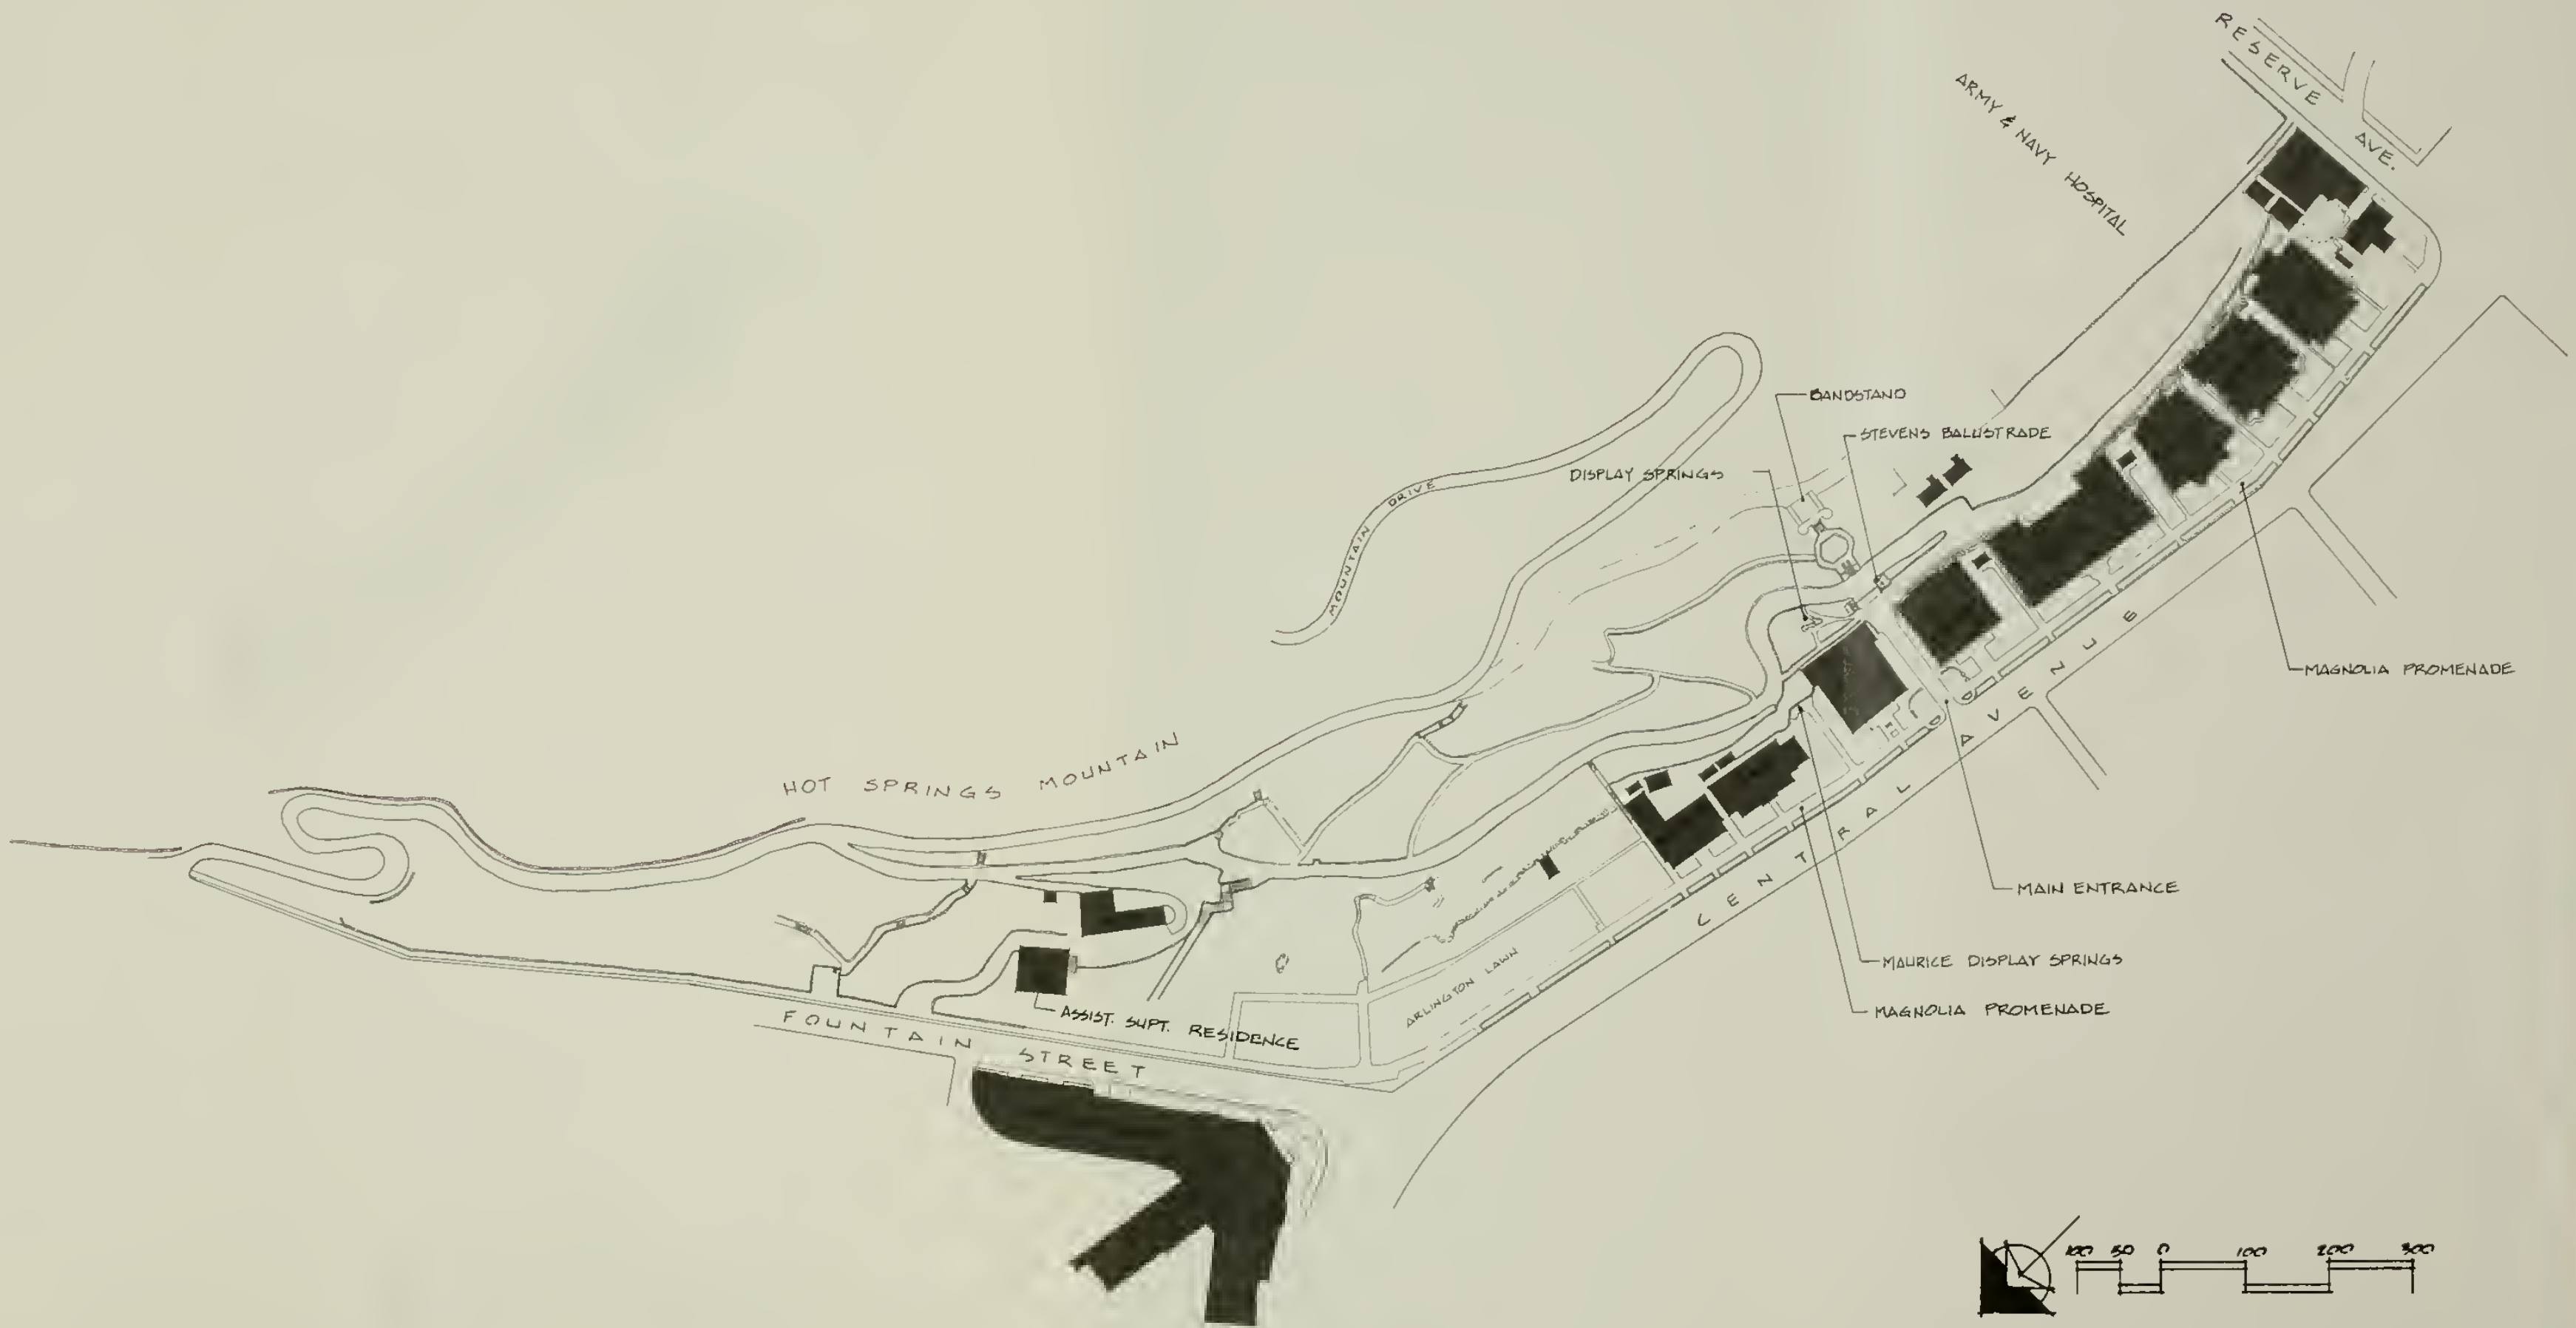 RESERVE AVE.
ARMY & NAVY HOSPITAL
BANDSTAND
STEVENS BALUSTRADE
DISPLAY SPRINGS
MOUNTAIN DRIVE
MAGNOLIA PROMENADE
HOT SPRINGS MOUNTAIN
CENTRAL AVENUE
MAIN ENTRANCE
MAURICE DISPLAY SPRINGS
ARLINGTON LAWN
MAGNOLIA PROMENADE
ASSIST. SUPT. RESIDENCE
FOUNTAIN STREET
100 50 0 100 200 300